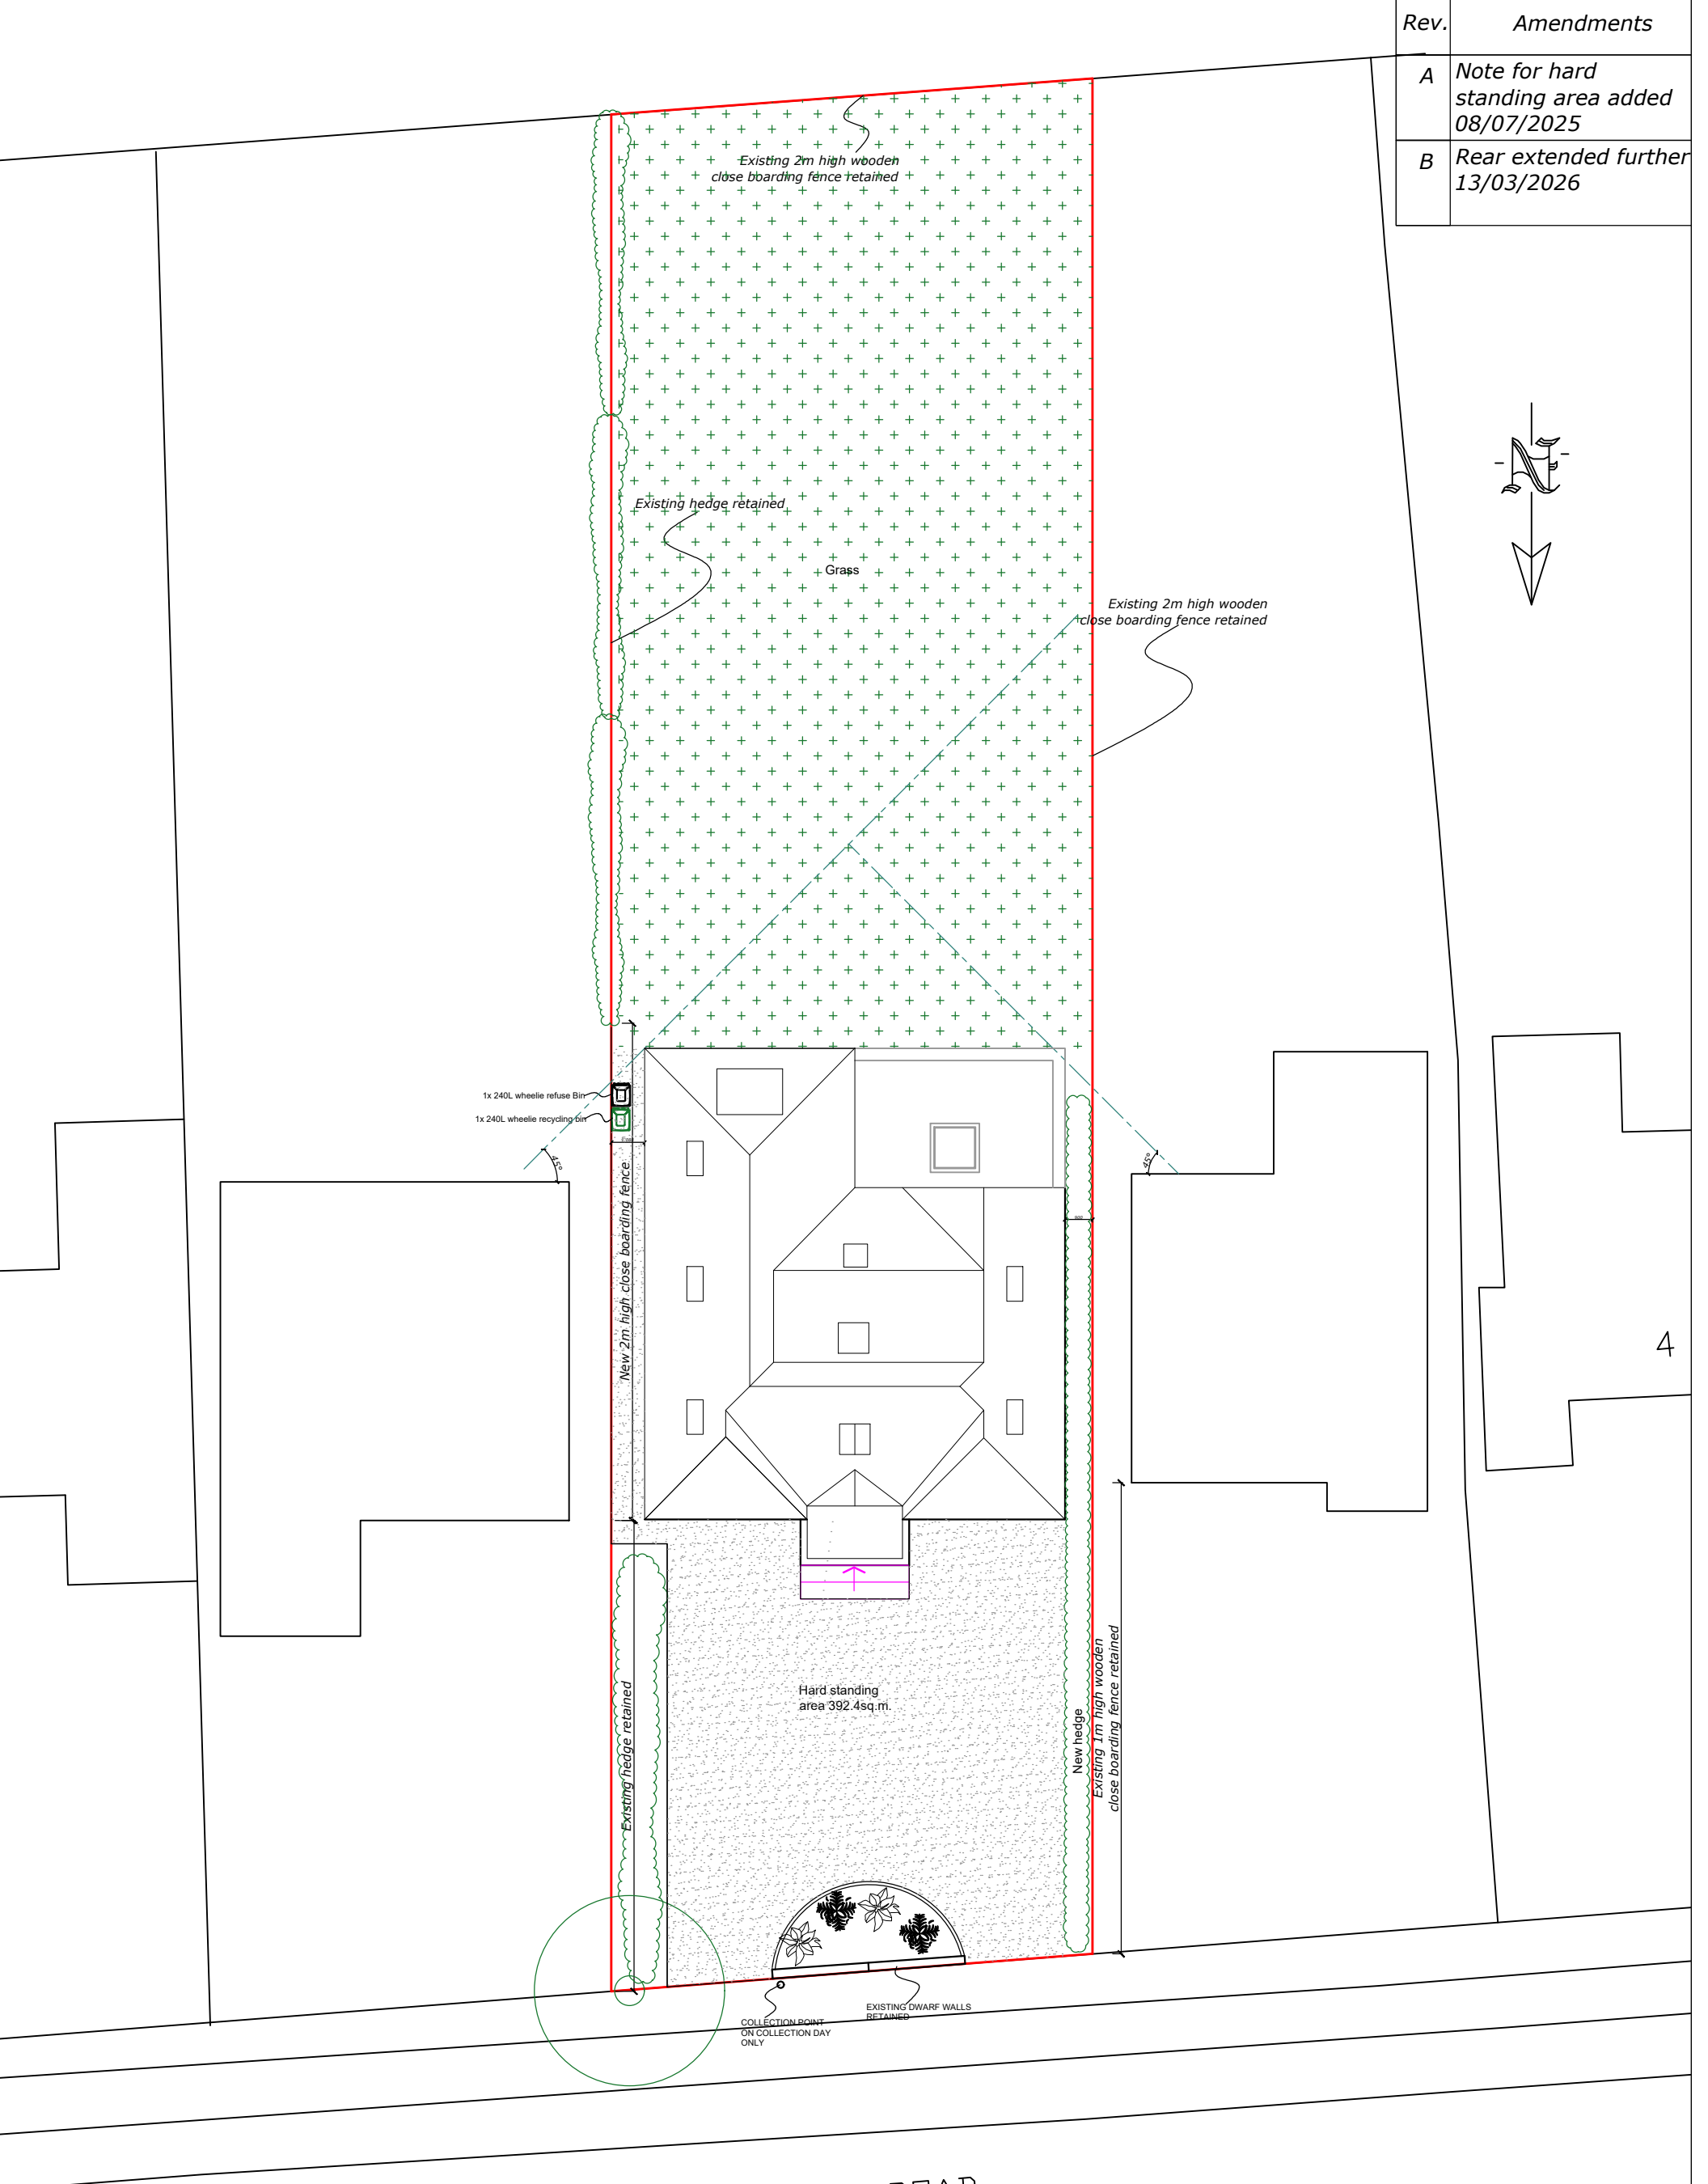 Rev. Amendments
A Note for hard
standing area added
08/07/2025
B Rear extended further
13/03/2026
Existing 2m high wooden
close boarding fence retained
N
Existing hedge retained
Grass
Existing 2m high wooden
close boarding fence retained
1x 240L wheelie refuse Bin
1x 240L wheelie recycling bin
45°
45°
New 2m high close boarding fence
4
Hard standing
area 392.4sq.m.
Existing hedge retained
New hedge
Existing 1m high wooden
close boarding fence retained
EXISTING DWARF WALLS
RETAINED
COLLECTION POINT
ON COLLECTION DAY
ONLY